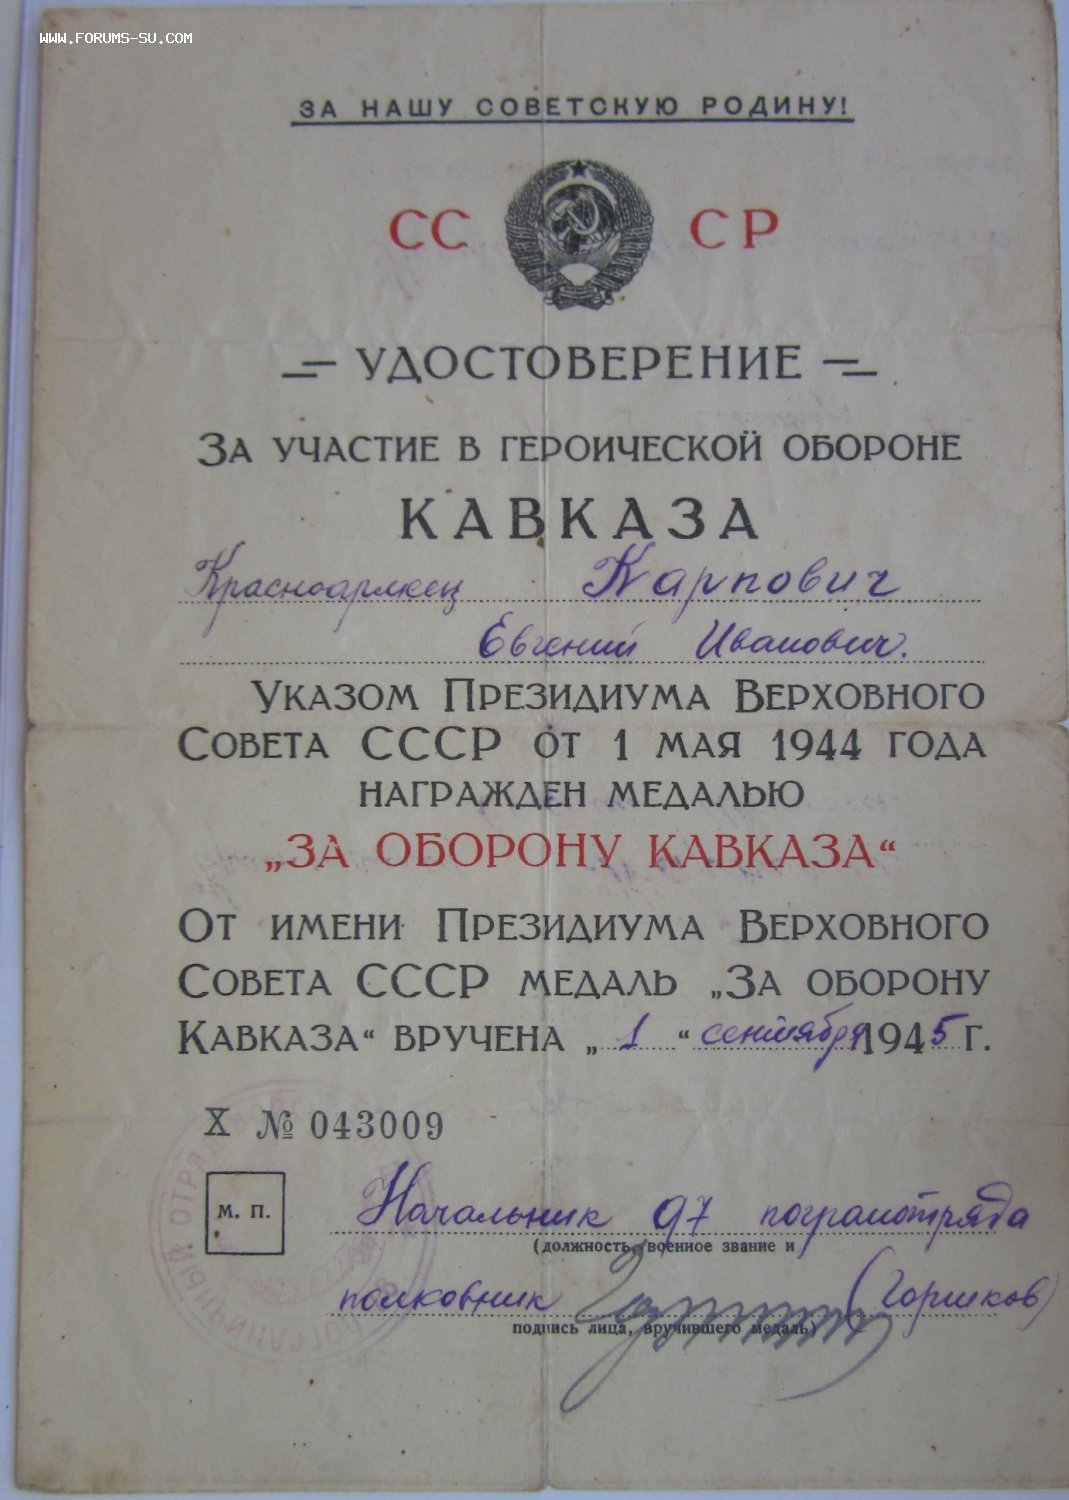 WWW.FORUMS-SU.COM
ЗА НАШУ СОВЕТСКУЮ РОДИНУ!
СС СР
УДОСТОВЕРЕНИЕ
ЗА УЧАСТИЕ В ГЕРОИЧЕСКОЙ ОБОРОНЕ
КАВКАЗА
Красноармеец Карпович
Евгений Иванович.
УКАЗОМ ПРЕЗИДИУМА ВЕРХОВНОГО
СОВЕТА СССР ОТ 1 МАЯ 1944 ГОДА
НАГРАЖДЕН МЕДАЛЬЮ
„ЗА ОБОРОНУ КАВКАЗА“
ОТ ИМЕНИ ПРЕЗИДИУМА ВЕРХОВНОГО
СОВЕТА СССР МЕДАЛЬ „ЗА ОБОРОНУ
КАВКАЗА“ ВРУЧЕНА „1“ сентября 1945 Г.
X № 043009
М. П.
Начальник 97 погранотряда
(должность, военное звание и
полковник (Горшков)
подпись лица, вручившего медаль)
ПОГРАНИЧНЫЙ ОТРЯД